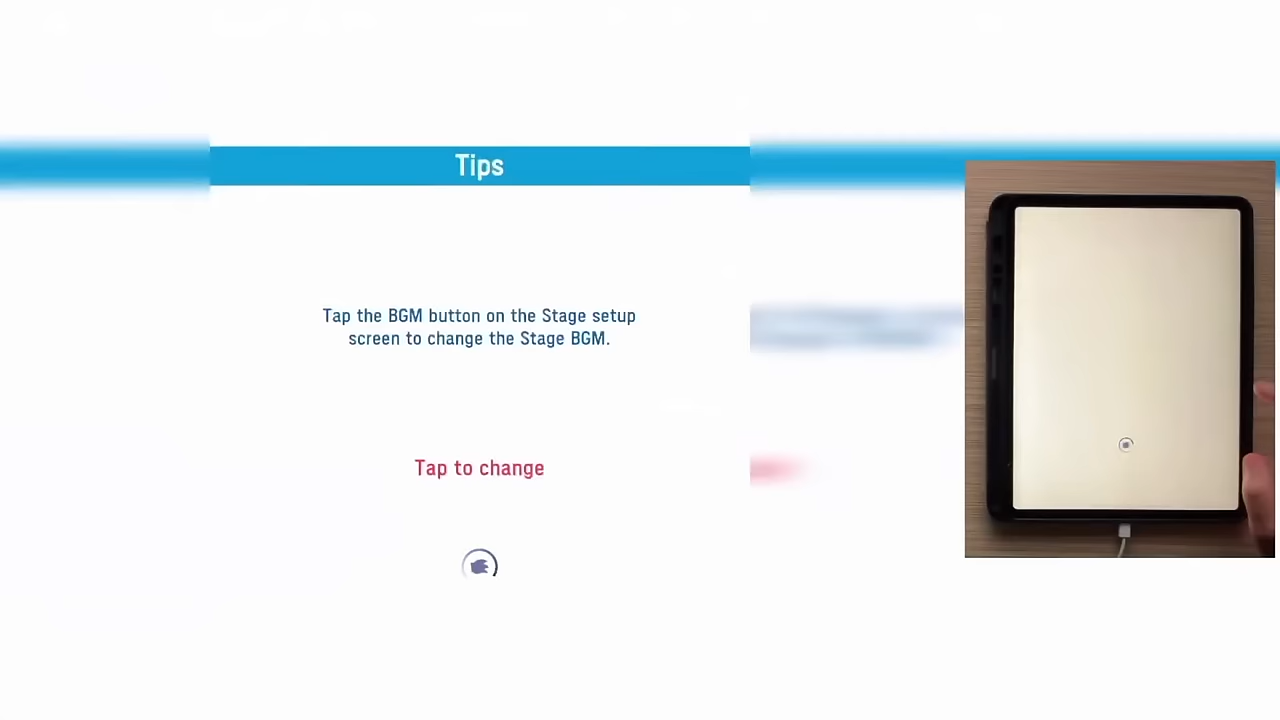 Tips
Tap the BGM button on the Stage setup
screen to change the Stage BGM.
Tap to change